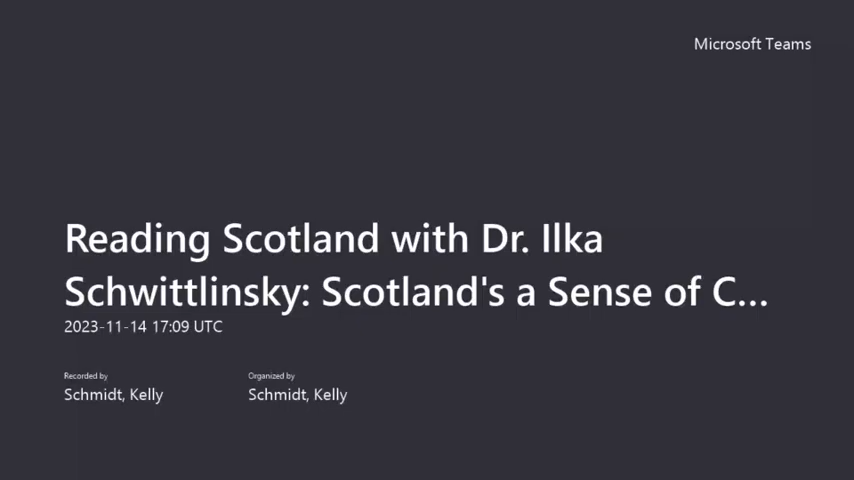 Microsoft Teams
Reading Scotland with Dr. Ilka
Schwittlinsky: Scotland's a Sense of C...
2023-11-14 17:09 UTC
Recorded by
Organized by
Schmidt, Kelly
Schmidt, Kelly